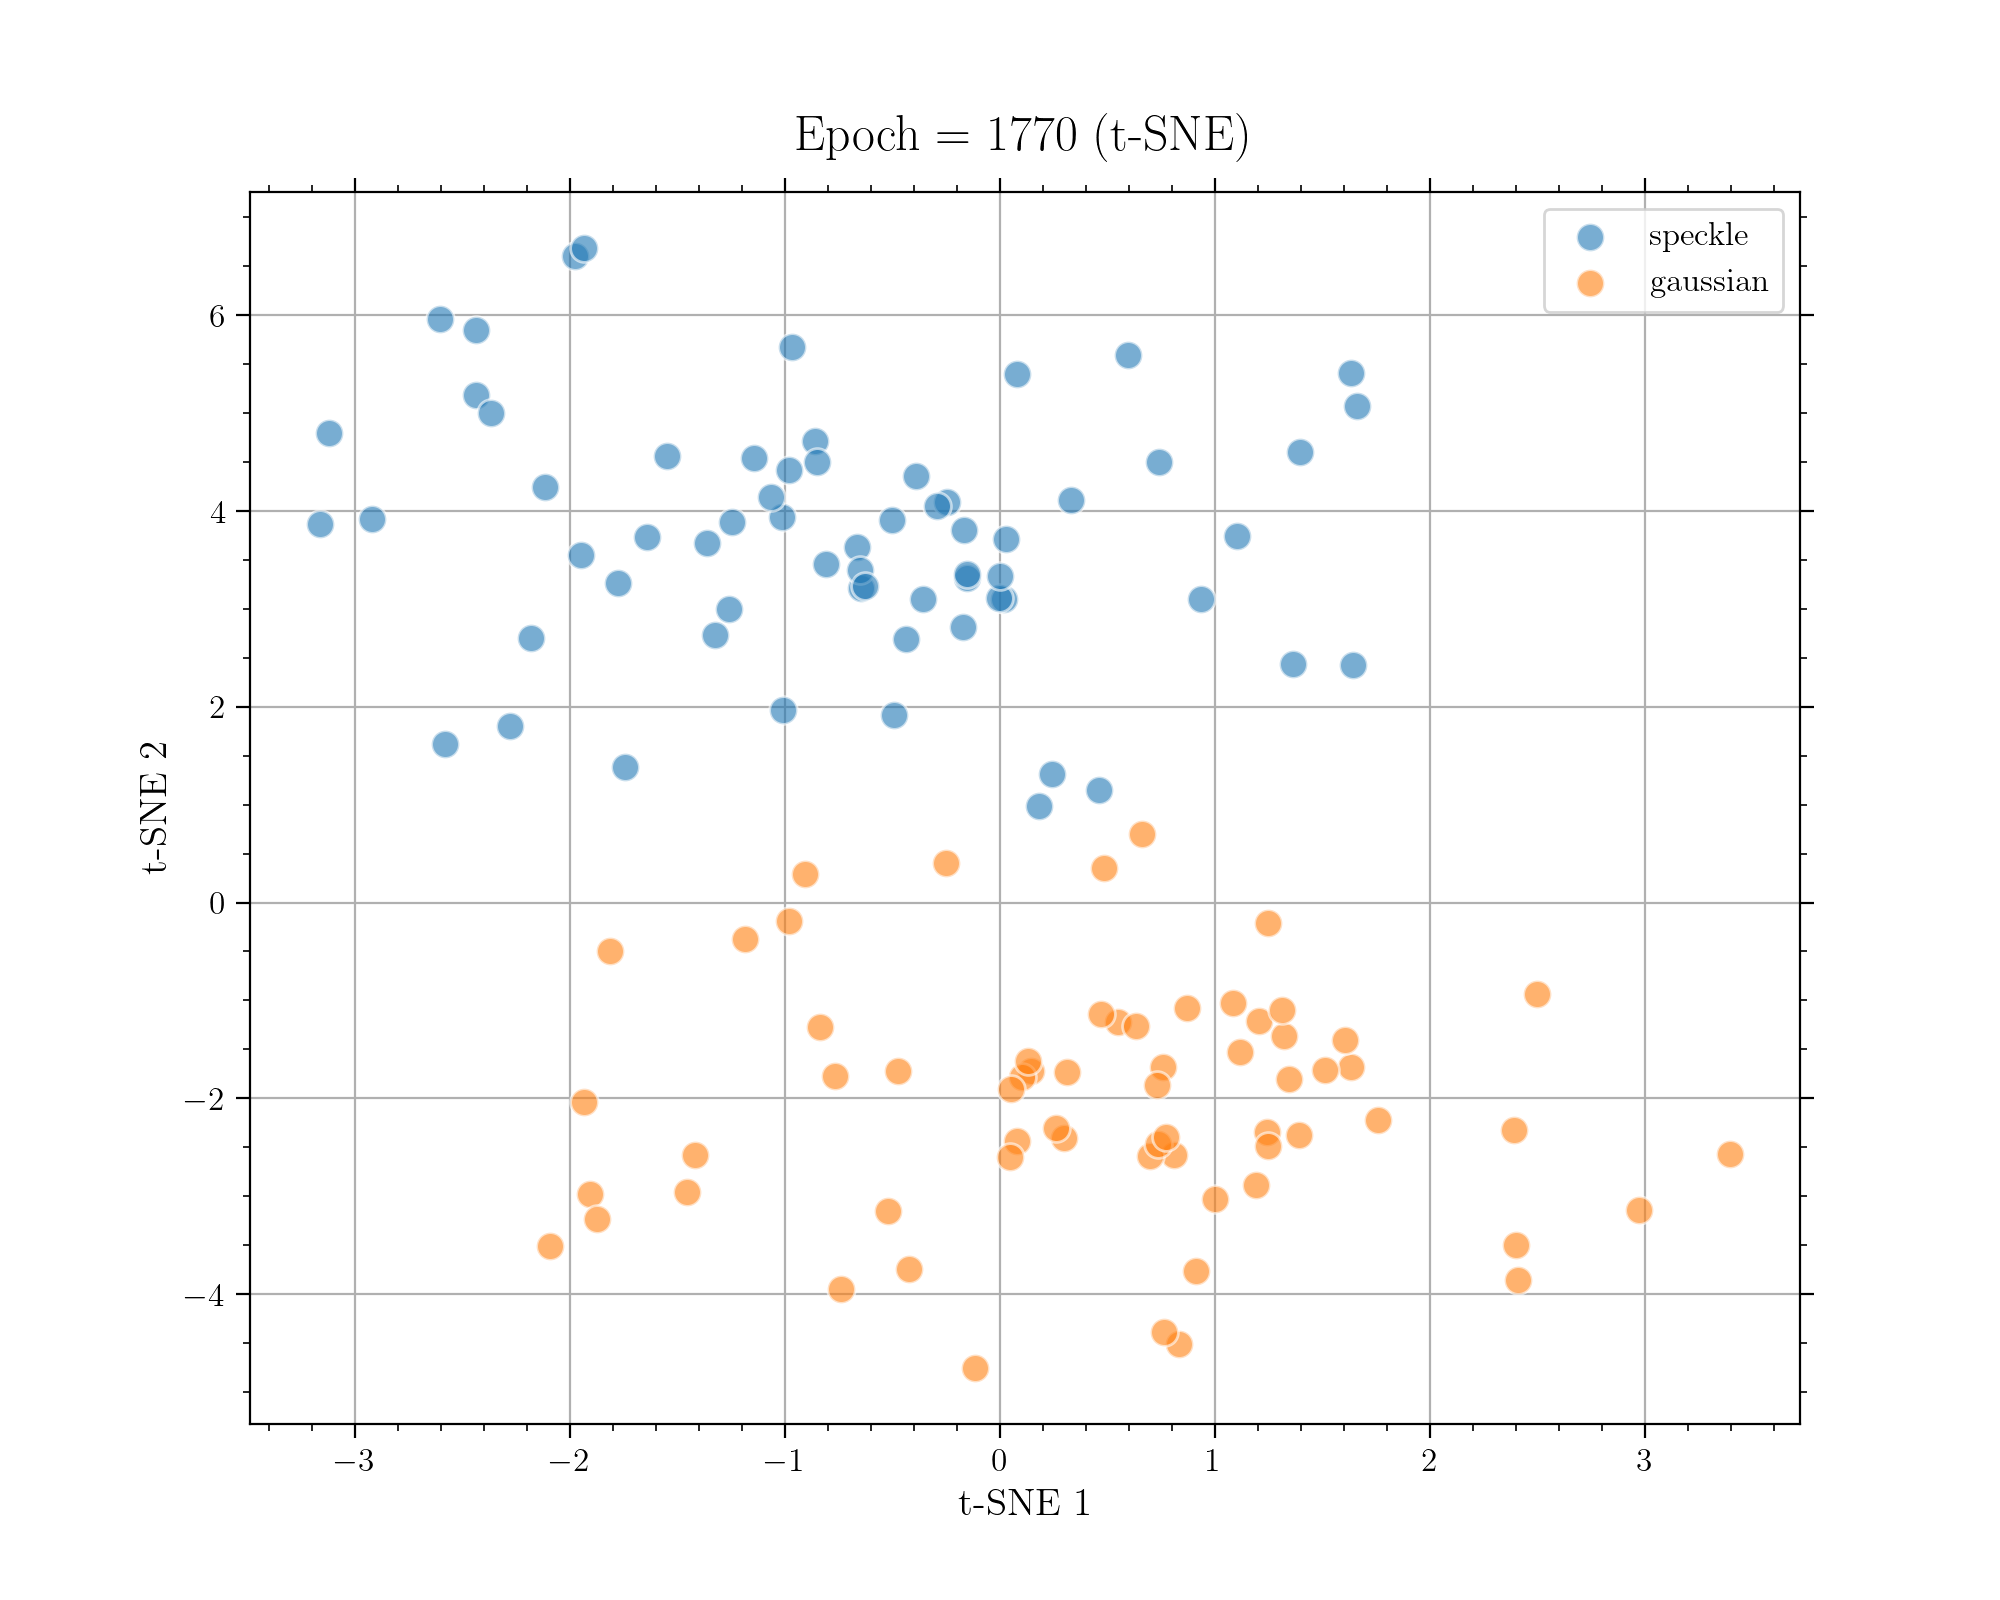 Epoch = 1770 (t-SNE)
speckle
gaussian
6
4
2
0
−2
−4
t-SNE 2
−3
−2
−1
0
1
2
3
t-SNE 1